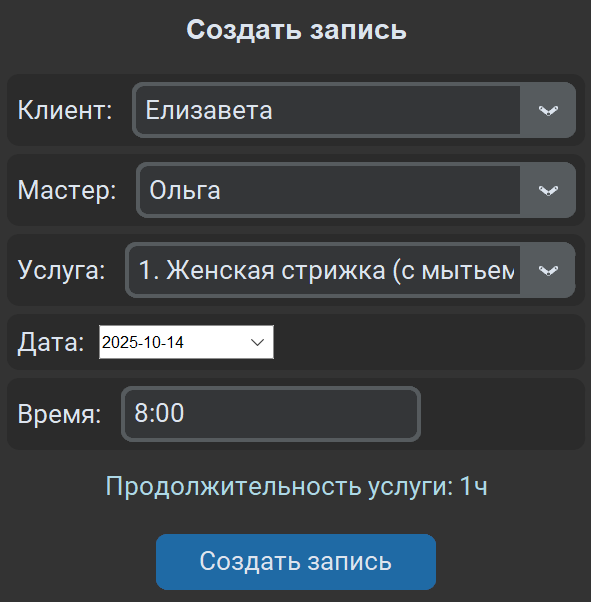 Создать запись
Клиент: Елизавета
Мастер: Ольга
Услуга: 1. Женская стрижка (с мытьем
Дата: 2025-10-14
Время: 8:00
Продолжительность услуги: 1ч
Создать запись